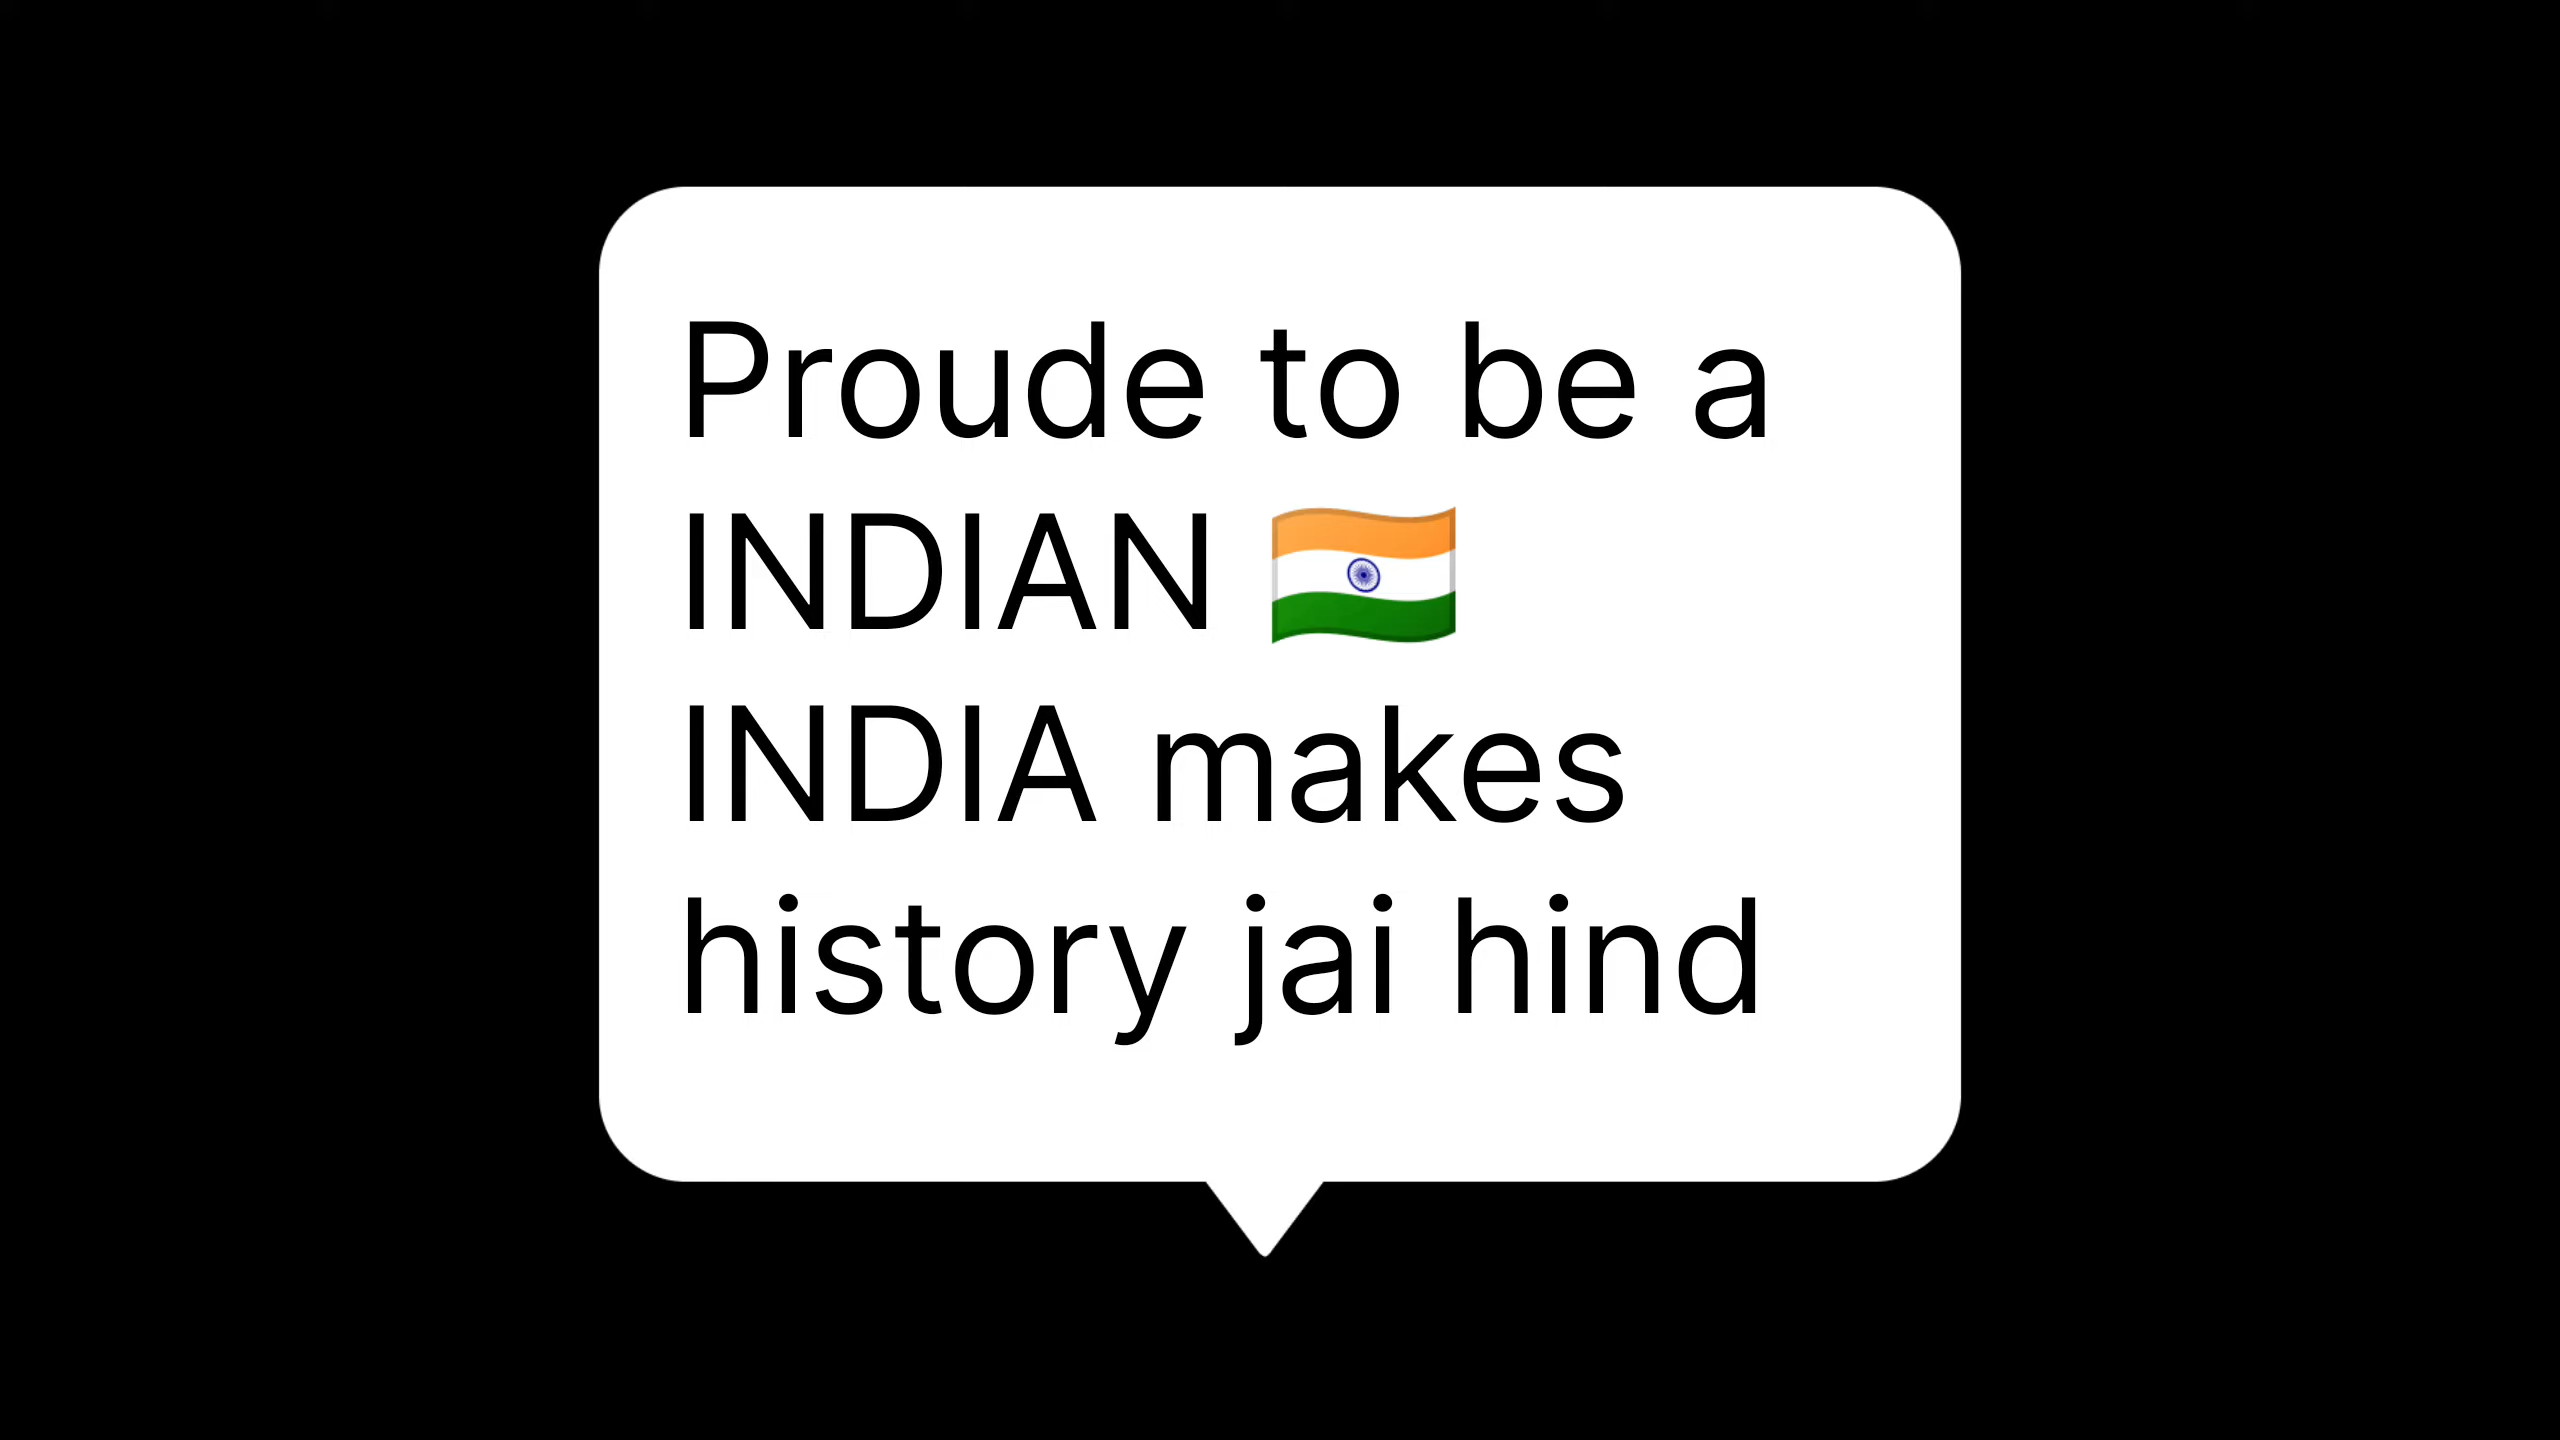 Proude to be a
INDIAN 🇮🇳
INDIA makes
history jai hind